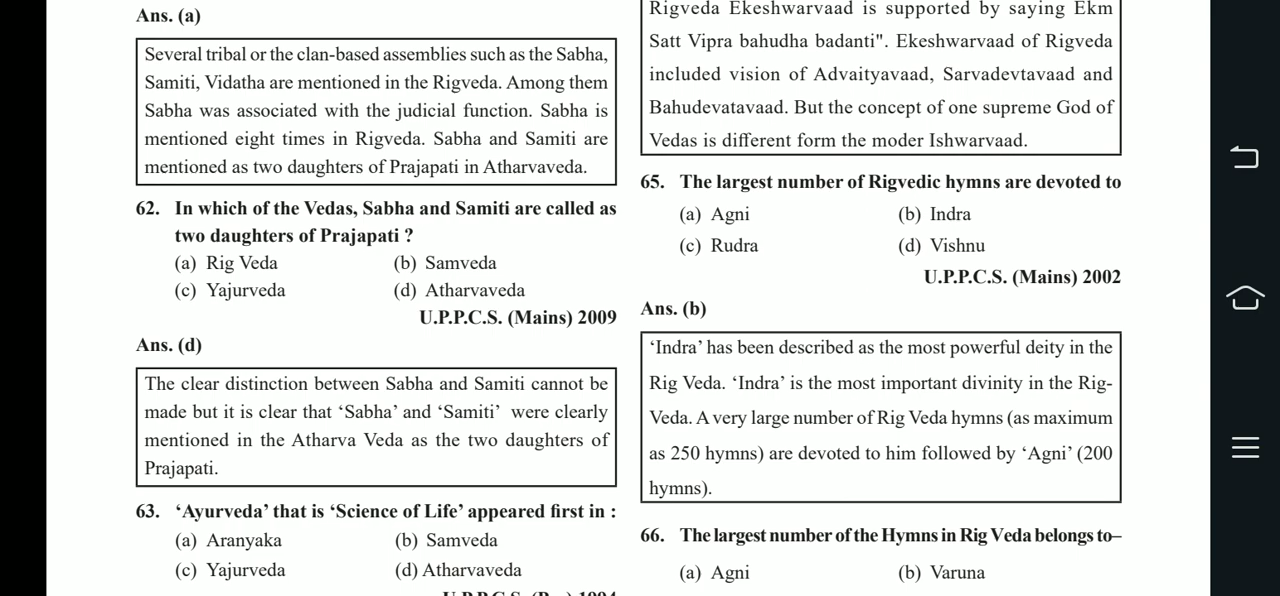 Ans. (a)
Several tribal or the clan-based assemblies such as the Sabha,
Samiti, Vidatha are mentioned in the Rigveda. Among them
Sabha was associated with the judicial function. Sabha is
mentioned eight times in Rigveda. Sabha and Samiti are
mentioned as two daughters of Prajapati in Atharvaveda.
62. In which of the Vedas, Sabha and Samiti are called as
two daughters of Prajapati ?
(a) Rig Veda (b) Samveda
(c) Yajurveda (d) Atharvaveda
U.P.P.C.S. (Mains) 2009
Ans. (d)
The clear distinction between Sabha and Samiti cannot be
made but it is clear that ‘Sabha’ and ‘Samiti’ were clearly
mentioned in the Atharva Veda as the two daughters of
Prajapati.
63. ‘Ayurveda’ that is ‘Science of Life’ appeared first in :
(a) Aranyaka (b) Samveda
(c) Yajurveda (d) Atharvaveda
Rigveda Ekeshwarvaad is supported by saying Ekm
Satt Vipra bahudha badanti". Ekeshwarvaad of Rigveda
included vision of Advaityavaad, Sarvadevtavaad and
Bahudevatavaad. But the concept of one supreme God of
Vedas is different form the moder Ishwarvaad.
65. The largest number of Rigvedic hymns are devoted to
(a) Agni (b) Indra
(c) Rudra (d) Vishnu
U.P.P.C.S. (Mains) 2002
Ans. (b)
‘Indra’ has been described as the most powerful deity in the
Rig Veda. ‘Indra’ is the most important divinity in the Rig-
Veda. A very large number of Rig Veda hymns (as maximum
as 250 hymns) are devoted to him followed by ‘Agni’ (200
hymns).
66. The largest number of the Hymns in Rig Veda belongs to–
(a) Agni (b) Varuna